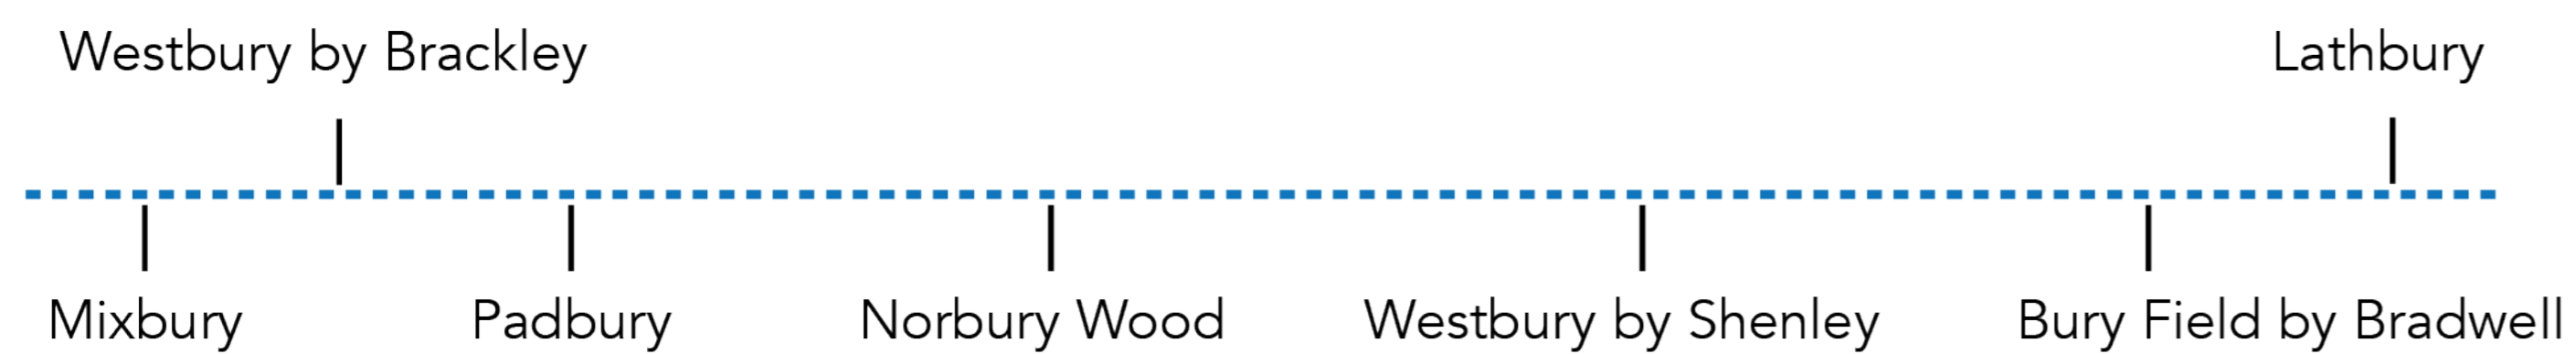 Westbury by Brackley
Lathbury
Mixbury
Padbury
Norbury Wood
Westbury by Shenley
Bury Field by Bradwell